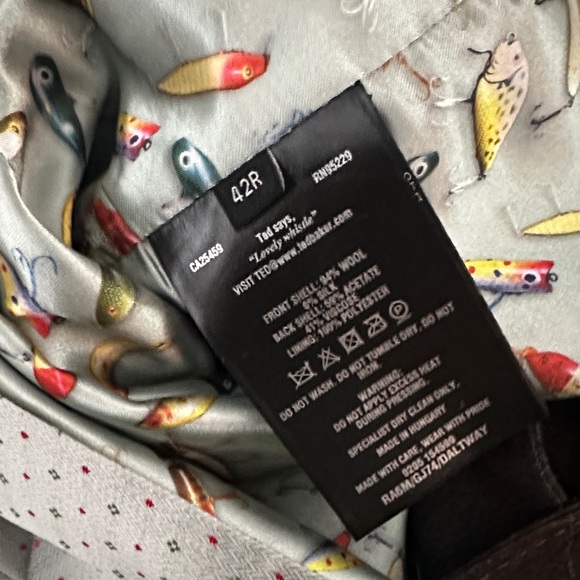 42R
CA25459
RN95229
Ted says,
"Lovely whistle"
VISIT TED@www.tedbaker.com
FRONT SHELL: 94% WOOL
6% SILK
BACK SHELL: 59% ACETATE
41% VISCOSE
LINING: 100% POLYESTER
DO NOT WASH. DO NOT TUMBLE DRY. DO NOT
IRON.
WARNING:
DO NOT APPLY EXCESS HEAT
DURING PRESSING.
SPECIALIST DRY CLEAN ONLY.
MADE IN HUNGARY
MADE WITH CARE, WEAR WITH PRIDE
0205 154599
RA6M/GJ74/DALTWAY